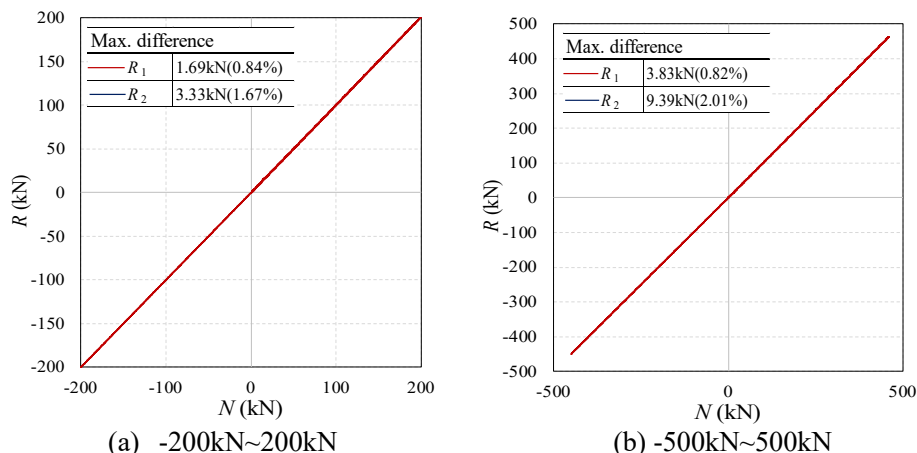 200
150
100
50
0
-50
-100
-150
-200
R (kN)
Max. difference
R1 1.69kN(0.84%)
R2 3.33kN(1.67%)
-200 -100 0 100 200
N (kN)
(a) -200kN~200kN
500
400
300
200
100
0
-100
-200
-300
-400
-500
R (kN)
Max. difference
R1 3.83kN(0.82%)
R2 9.39kN(2.01%)
-500 0 500
N (kN)
(b) -500kN~500kN